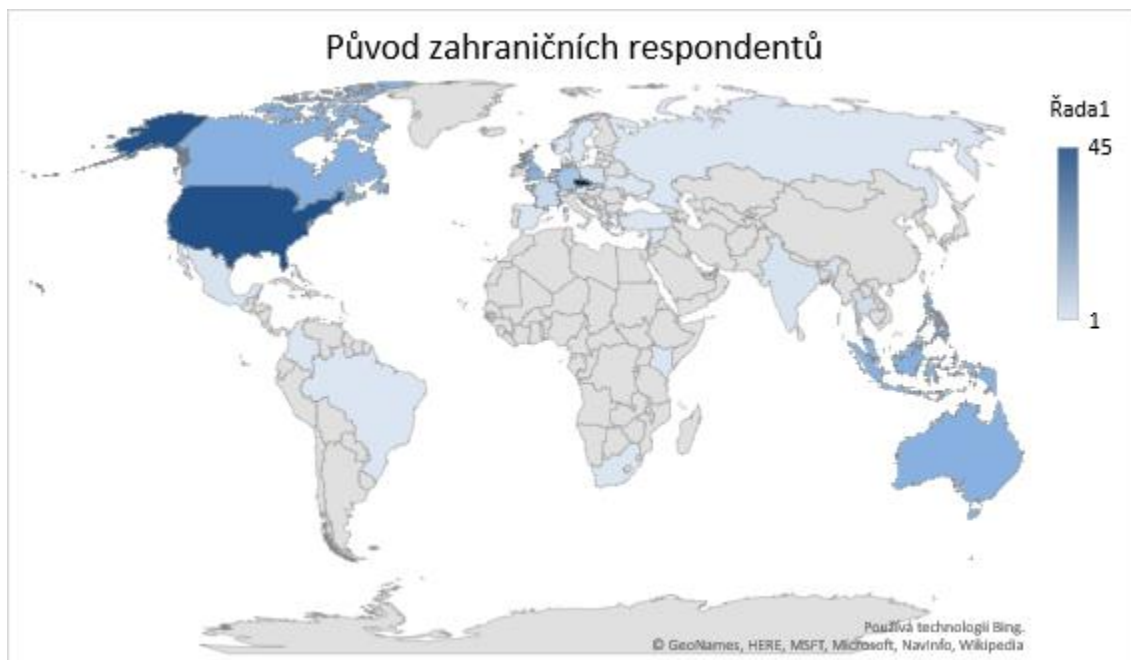 Původ zahraničních respondentů
Řada1
45
1
Používá technologii Bing.
© GeoNames, HERE, MSFT, Microsoft, NavInfo, Wikipedia